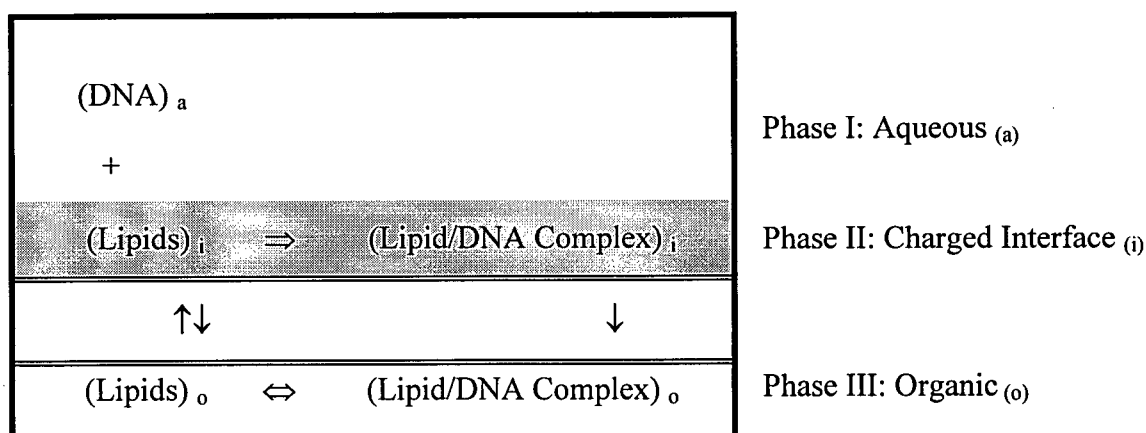 (DNA) a
Phase I: Aqueous (a)
+
(Lipids) i ⇒ (Lipid/DNA Complex) i
Phase II: Charged Interface (i)
↑↓ ↓
(Lipids) o ⇔ (Lipid/DNA Complex) o
Phase III: Organic (o)